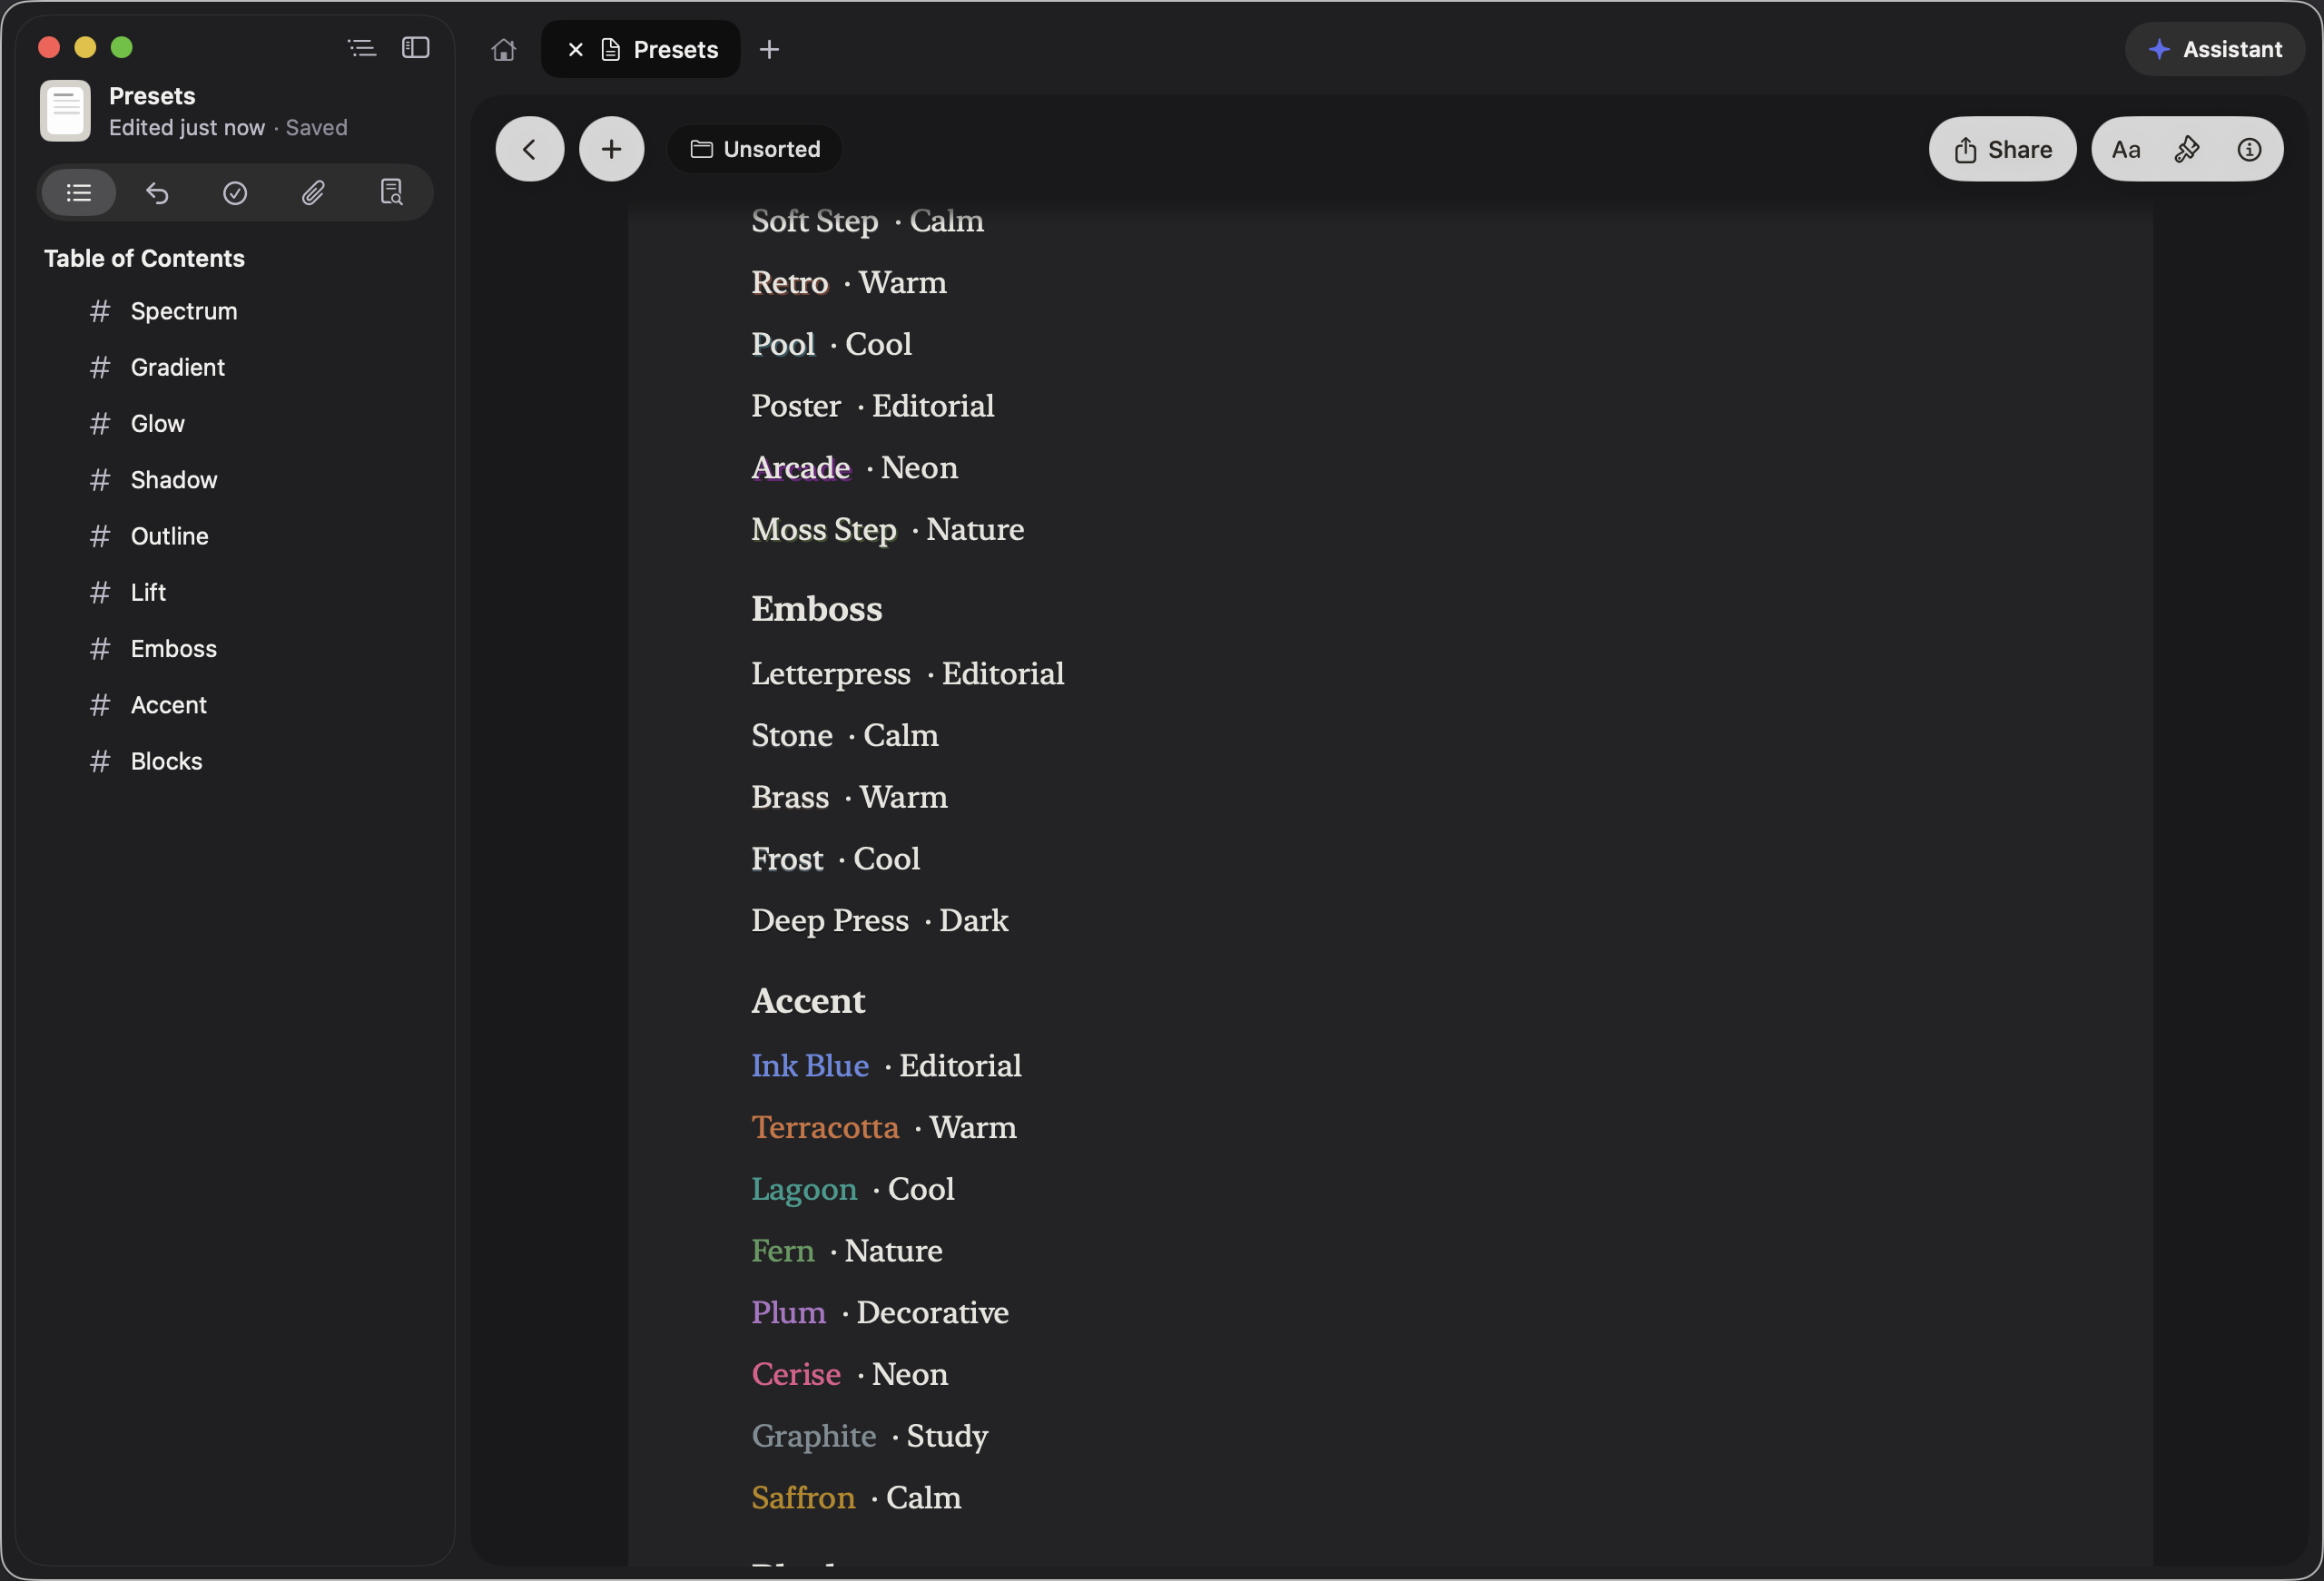 Presets
Assistant
Presets
Edited just now · Saved
Unsorted
Share
Aa
Table of Contents
# Spectrum
# Gradient
# Glow
# Shadow
# Outline
# Lift
# Emboss
# Accent
# Blocks
Soft Step · Calm
Retro · Warm
Pool · Cool
Poster · Editorial
Arcade · Neon
Moss Step · Nature
Emboss
Letterpress · Editorial
Stone · Calm
Brass · Warm
Frost · Cool
Deep Press · Dark
Accent
Ink Blue · Editorial
Terracotta · Warm
Lagoon · Cool
Fern · Nature
Plum · Decorative
Cerise · Neon
Graphite · Study
Saffron · Calm